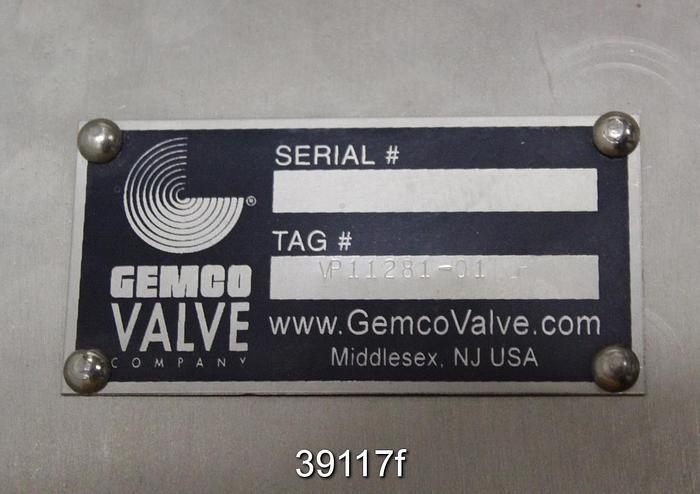 SERIAL #
TAG #
VP11281-01
GEMCO
VALVE
COMPANY
®
www.GemcoValve.com
Middlesex, NJ USA
39117f